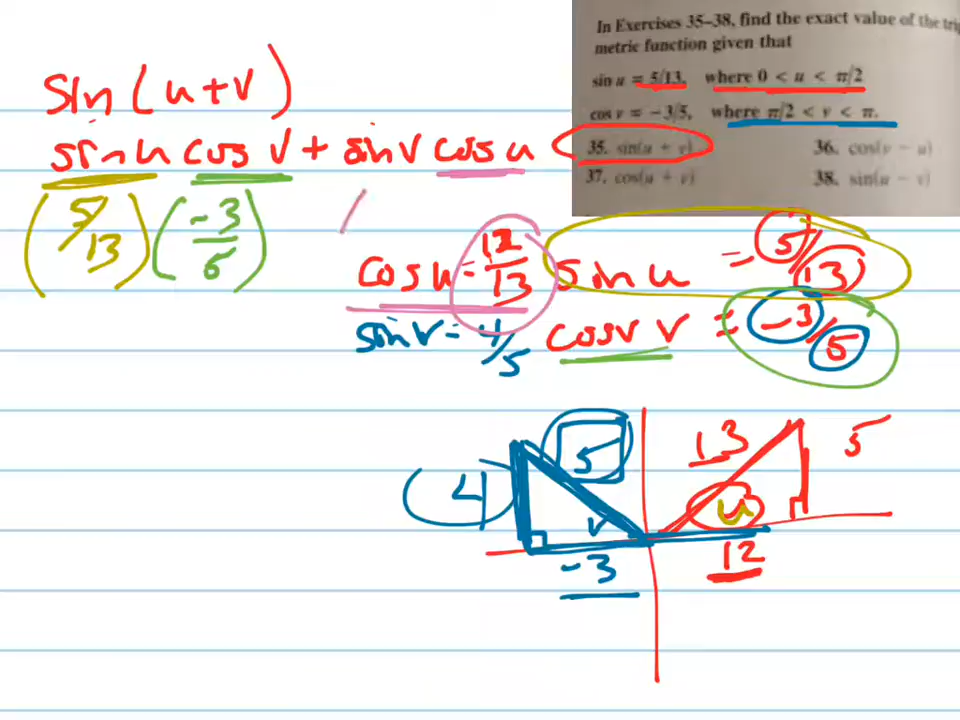 In Exercises 35–38, find the exact value of the trig
metric function given that
sin u = 5/13, where 0 < u < π/2
cos v = −3/5, where π/2 < v < π.
35. sin(u + v) 36. cos(v − u)
37. cos(u + v) 38. sin(u − v)
sin(u+v)
sin u cos v + sin v cos u
(5/13) (-3/5) (
cos u = 12/13 sin u = 5/13
sin v = 4/5 cosv v = -3/5
13 5
4 5
v u
-3 12